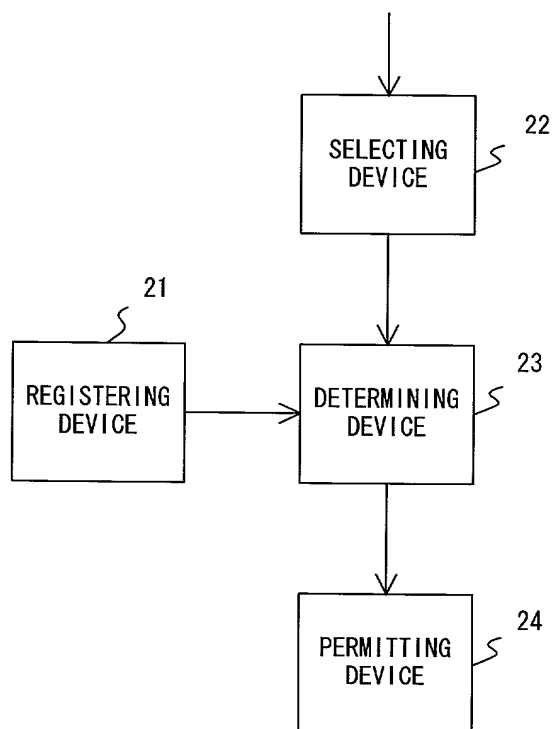 22
SELECTING
DEVICE
21
REGISTERING
DEVICE
23
DETERMINING
DEVICE
24
PERMITTING
DEVICE